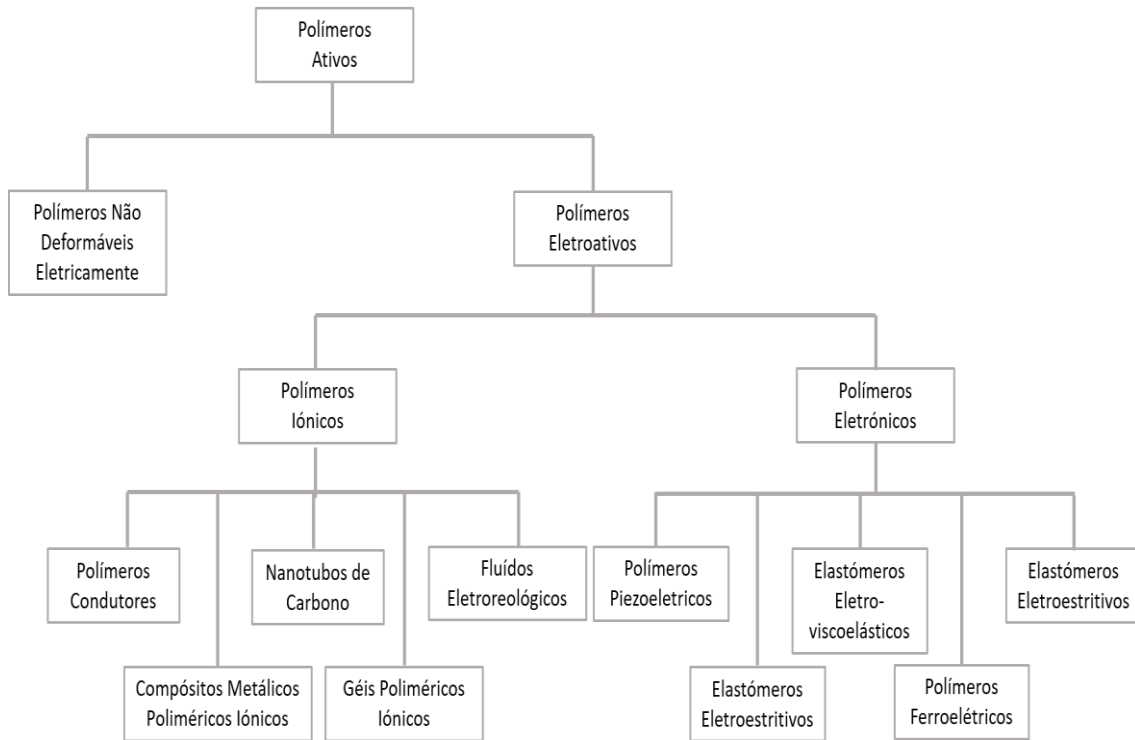 Polímeros
Ativos
Polímeros Não
Deformáveis
Eletricamente
Polímeros
Eletroativos
Polímeros
Iónicos
Polímeros
Eletrónicos
Polímeros
Condutores
Nanotubos de
Carbono
Fluídos
Eletroreológicos
Polímeros
Piezoeletricos
Elastómeros
Eletro-
viscoelásticos
Elastómeros
Eletroestritivos
Compósitos Metálicos
Poliméricos Iónicos
Géis Poliméricos
Iónicos
Elastómeros
Eletroestritivos
Polímeros
Ferroelétricos